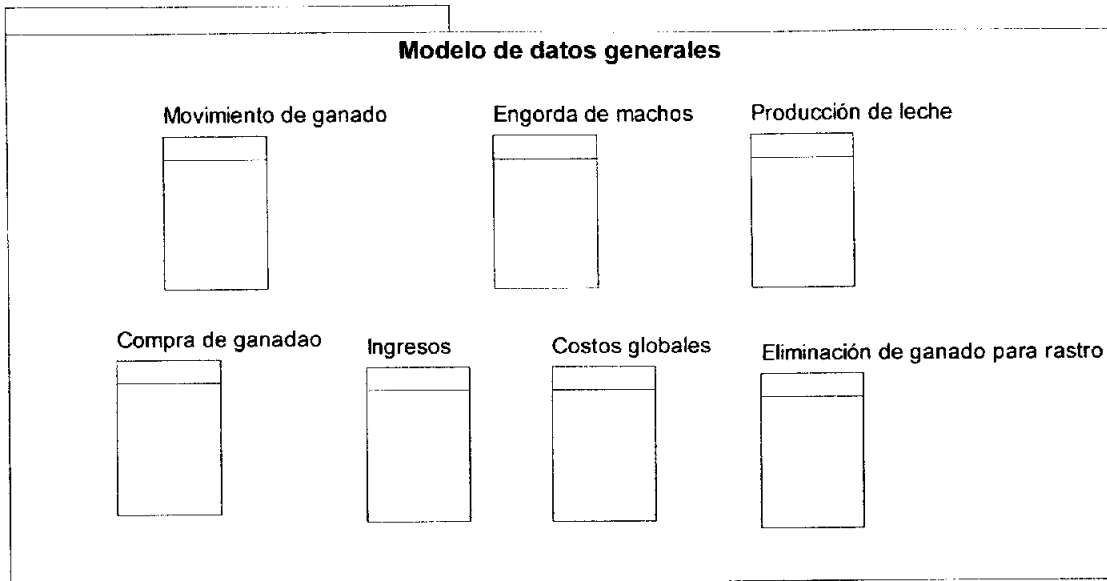 Modelo de datos generales
Movimiento de ganado
Engorda de machos
Producción de leche
Compra de ganadao
Ingresos
Costos globales
Eliminación de ganado para rastro